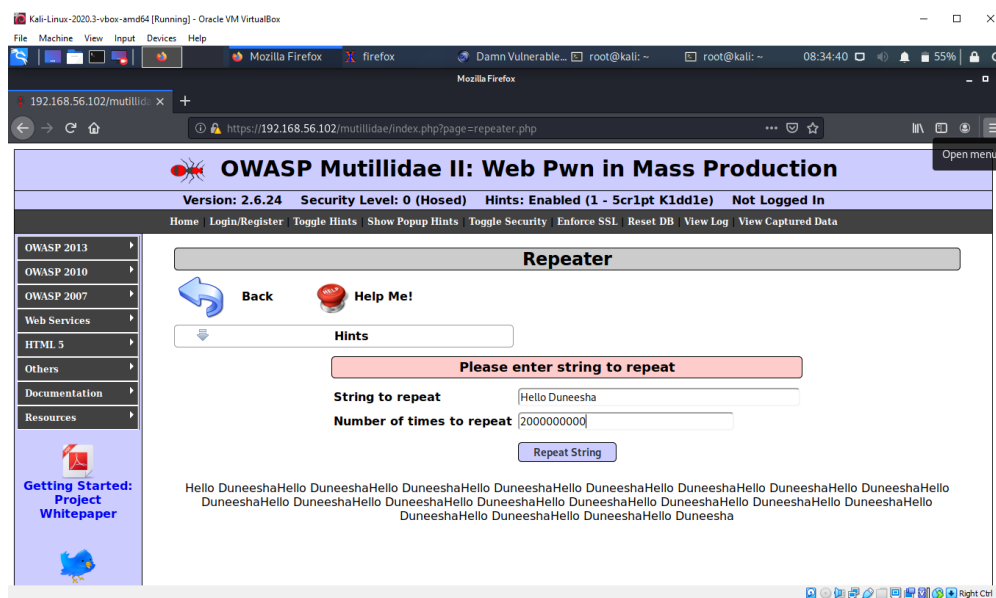 Kali-Linux-2020.3-vbox-amd64 [Running] - Oracle VM VirtualBox
File Machine View Input Devices Help
Mozilla Firefox firefox Damn Vulnerable... root@kali: ~ root@kali: ~ 08:34:40 55%
Mozilla Firefox
192.168.56.102/mutillida
https://192.168.56.102/mutillidae/index.php?page=repeater.php
Open menu
OWASP Mutillidae II: Web Pwn in Mass Production
Version: 2.6.24 Security Level: 0 (Hosed) Hints: Enabled (1 - 5cr1pt K1dd1e) Not Logged In
Home | Login/Register | Toggle Hints | Show Popup Hints | Toggle Security | Enforce SSL | Reset DB | View Log | View Captured Data
OWASP 2013
OWASP 2010
OWASP 2007
Web Services
HTML 5
Others
Documentation
Resources
Getting Started:
Project
Whitepaper
Repeater
Back HELP Help Me!
Hints
Please enter string to repeat
String to repeat Hello Duneesha
Number of times to repeat 2000000000
Repeat String
Hello DuneeshaHello DuneeshaHello DuneeshaHello DuneeshaHello DuneeshaHello DuneeshaHello DuneeshaHello DuneeshaHello
DuneeshaHello DuneeshaHello DuneeshaHello DuneeshaHello DuneeshaHello DuneeshaHello DuneeshaHello DuneeshaHello
DuneeshaHello DuneeshaHello DuneeshaHello Duneesha
Right Ctrl